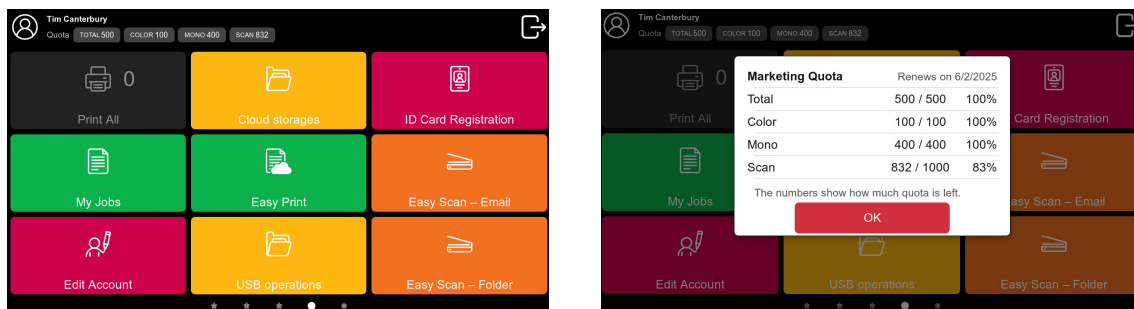 Tim Canterbury
Quota TOTAL 500 COLOR 100 MONO 400 SCAN 832
0
Print All
Cloud storages
ID Card Registration
My Jobs
Easy Print
Easy Scan – Email
Edit Account
USB operations
Easy Scan – Folder
Tim Canterbury
Quota TOTAL 500 COLOR 100 MONO 400 SCAN 832
0
Print All
Card Registration
Marketing Quota Renews on 6/2/2025
Total 500 / 500 100%
Color 100 / 100 100%
Mono 400 / 400 100%
Scan 832 / 1000 83%
The numbers show how much quota is left.
OK
My Jobs
asy Scan – Email
Edit Account
USB operations
Easy Scan – Folder